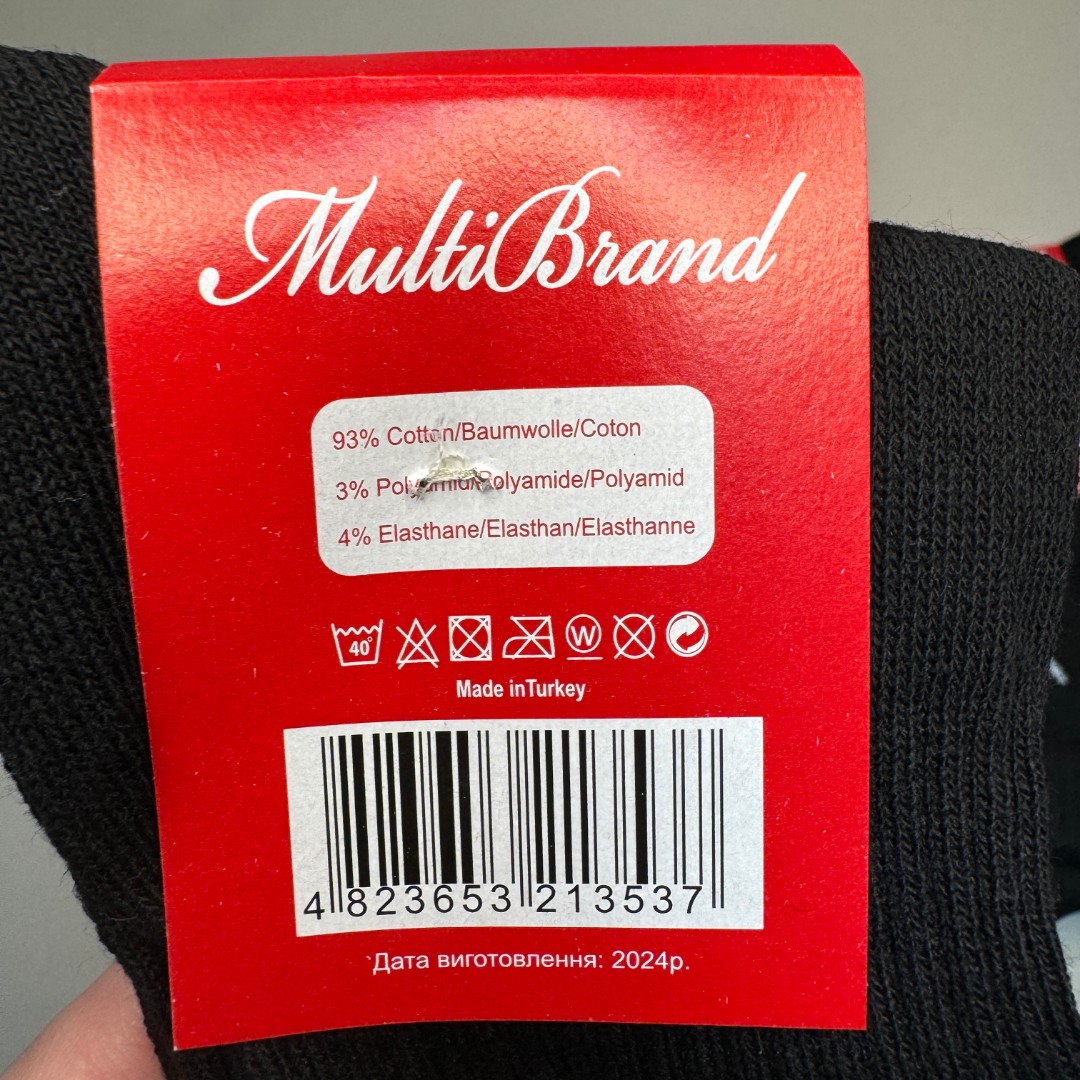 MultiBrand
93% Cotton/Baumwolle/Coton
3% Polyamid/Polyamide/Polyamid
4% Elasthane/Elasthan/Elasthanne
40°
W
Made inTurkey
4 823653 213537
Дата виготовлення: 2024р.